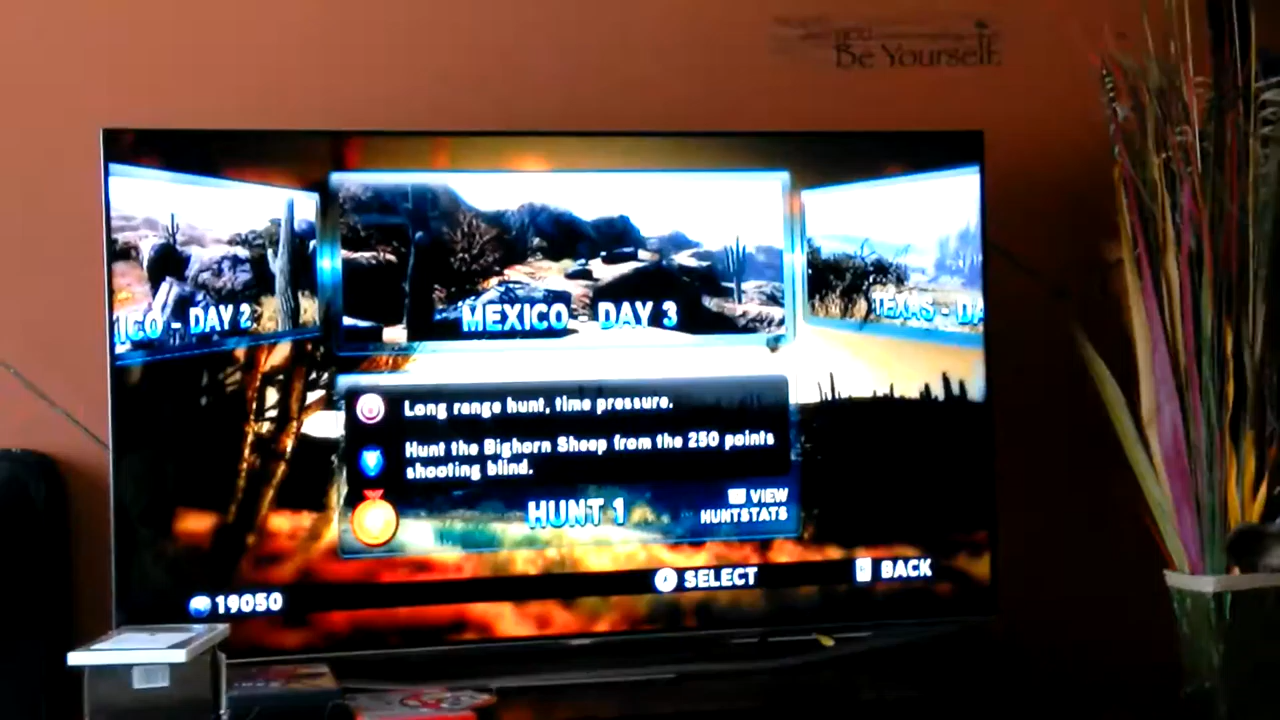 Be Yourself.
ICO - DAY 2
MEXICO - DAY 3
TEXAS - DA
Long range hunt, time pressure.
Hunt the Bighorn Sheep from the 250 points
shooting blind.
HUNT 1
VIEW
HUNTSTATS
SELECT
BACK
19050